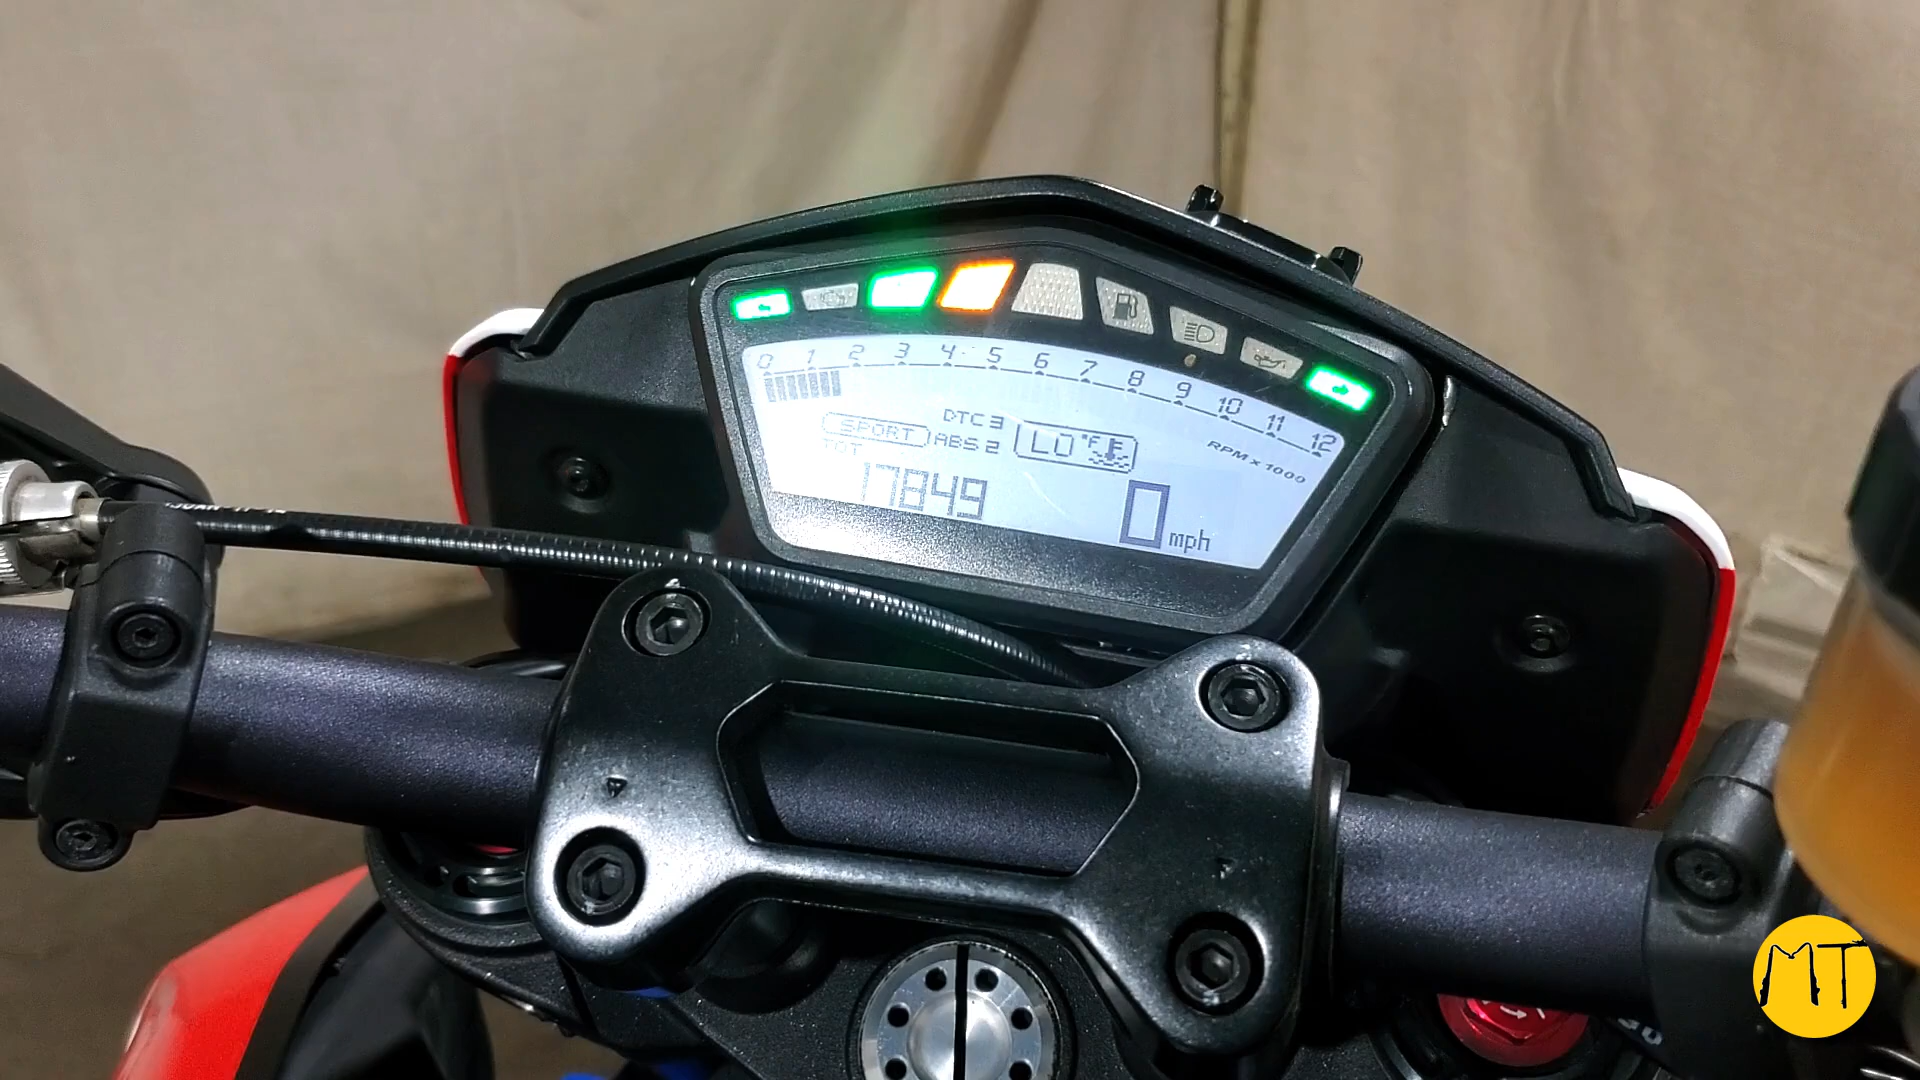 0 1 2 3 4 5 6 7 8 9 10 11 12
RPM x 1000
DTC 3
SPORT ABS 2
LO °F
TOT
17849
0 mph
MT